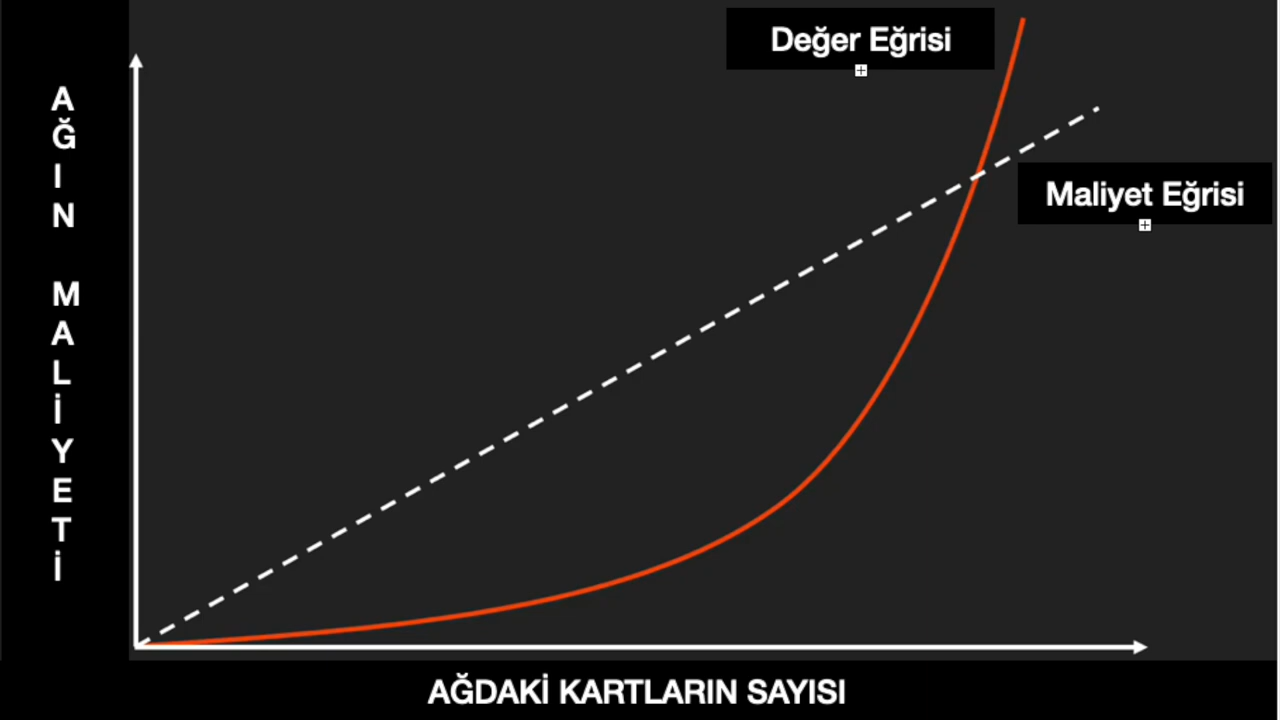 Değer Eğrisi
Maliyet Eğrisi
AĞIN MALİYETİ
AĞDAKİ KARTLARIN SAYISI